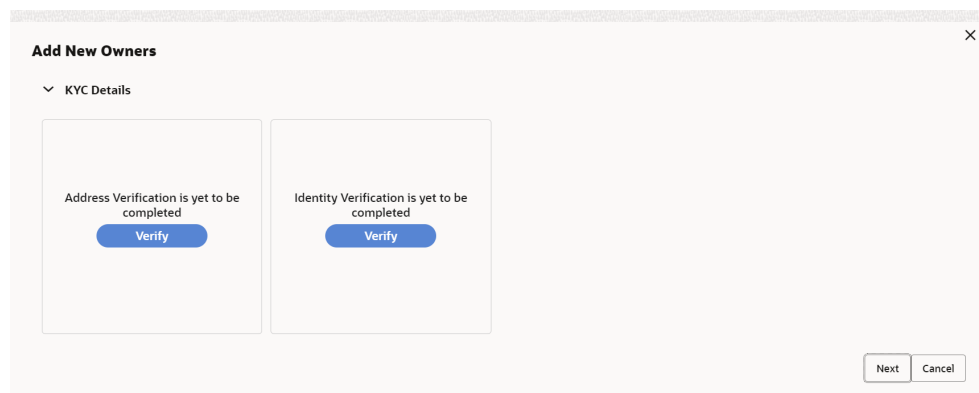 Add New Owners
KYC Details
Address Verification is yet to be
completed
Verify
Identity Verification is yet to be
completed
Verify
Next
Cancel